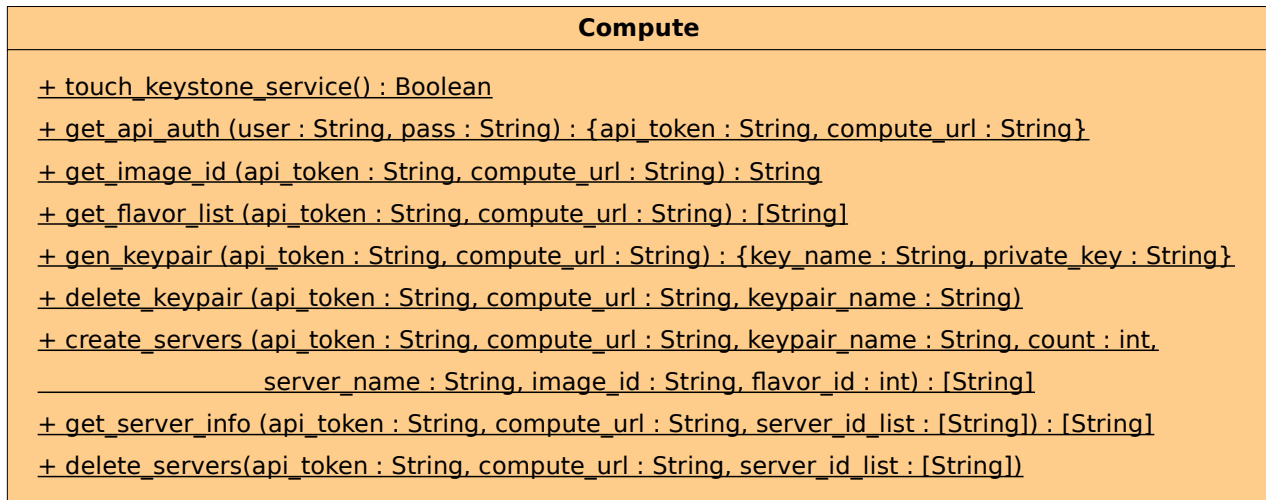 Compute
+ touch_keystone_service() : Boolean
+ get_api_auth (user : String, pass : String) : {api_token : String, compute_url : String}
+ get_image_id (api_token : String, compute_url : String) : String
+ get_flavor_list (api_token : String, compute_url : String) : [String]
+ gen_keypair (api_token : String, compute_url : String) : {key_name : String, private_key : String}
+ delete_keypair (api_token : String, compute_url : String, keypair_name : String)
+ create_servers (api_token : String, compute_url : String, keypair_name : String, count : int,
server_name : String, image_id : String, flavor_id : int) : [String]
+ get_server_info (api_token : String, compute_url : String, server_id_list : [String]) : [String]
+ delete_servers(api_token : String, compute_url : String, server_id_list : [String])